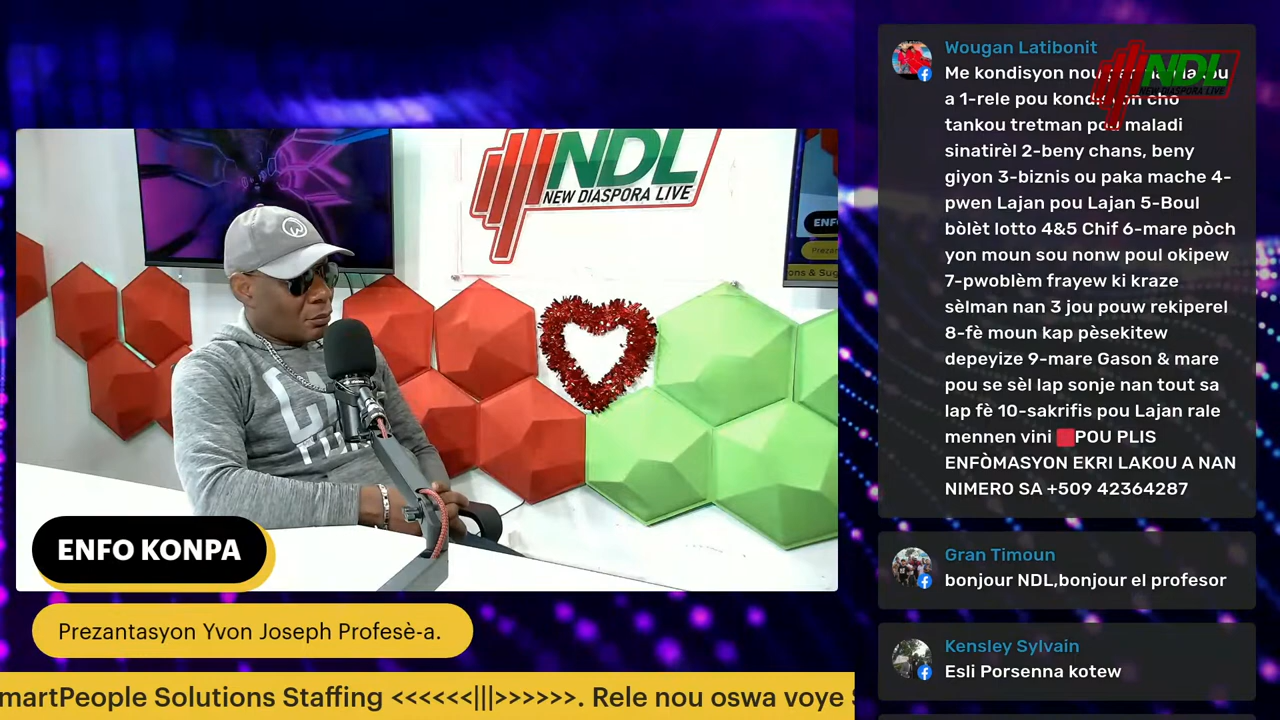 Wougan Latibonit
Me kondisyon nou
a 1-rele pou kondisyon cho
tankou tretman pou maladi
sinatirèl 2-beny chans, beny
giyon 3-biznis ou paka mache 4-
pwen Lajan pou Lajan 5-Boul
bòlèt lotto 4&5 Chif 6-mare pòch
yon moun sou nonw poul okipew
7-pwoblèm frayew ki kraze
sèlman nan 3 jou pouw rekiperel
8-fè moun kap pèsekitew
depeyize 9-mare Gason & mare
pou se sèl lap sonje nan tout sa
lap fè 10-sakrifis pou Lajan rale
mennen vini 🟥POU PLIS
ENFÒMASYON EKRI LAKOU A NAN
NIMERO SA +509 42364287
NDL
NEW DIASPORA LIVE
Gran Timoun
bonjour NDL,bonjour el profesor
Kensley Sylvain
Esli Porsenna kotew
NDL
NEW DIASPORA LIVE
ENFO KONPA
Prezantasyon Yvon Joseph Profesè-a.
martPeople Solutions Staffing <<<<<<|||>>>>>>. Rele nou oswa voye